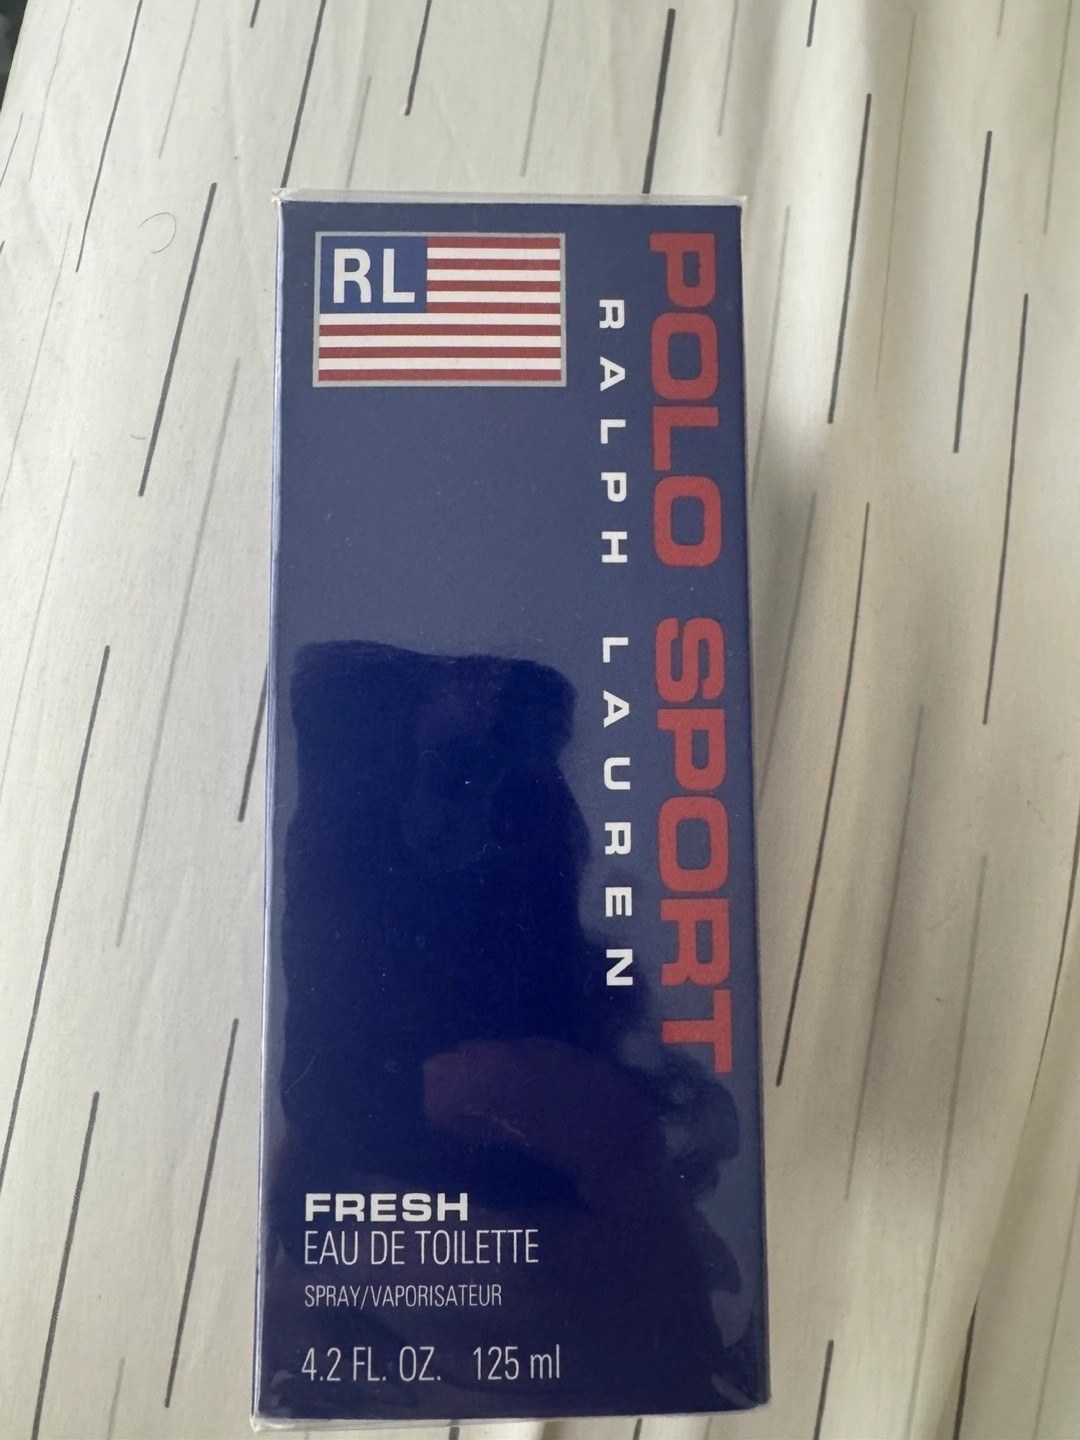 RL
POLO SPORT
RALPH LAUREN
FRESH
EAU DE TOILETTE
SPRAY/VAPORISATEUR
4.2 FL. OZ. 125 ml